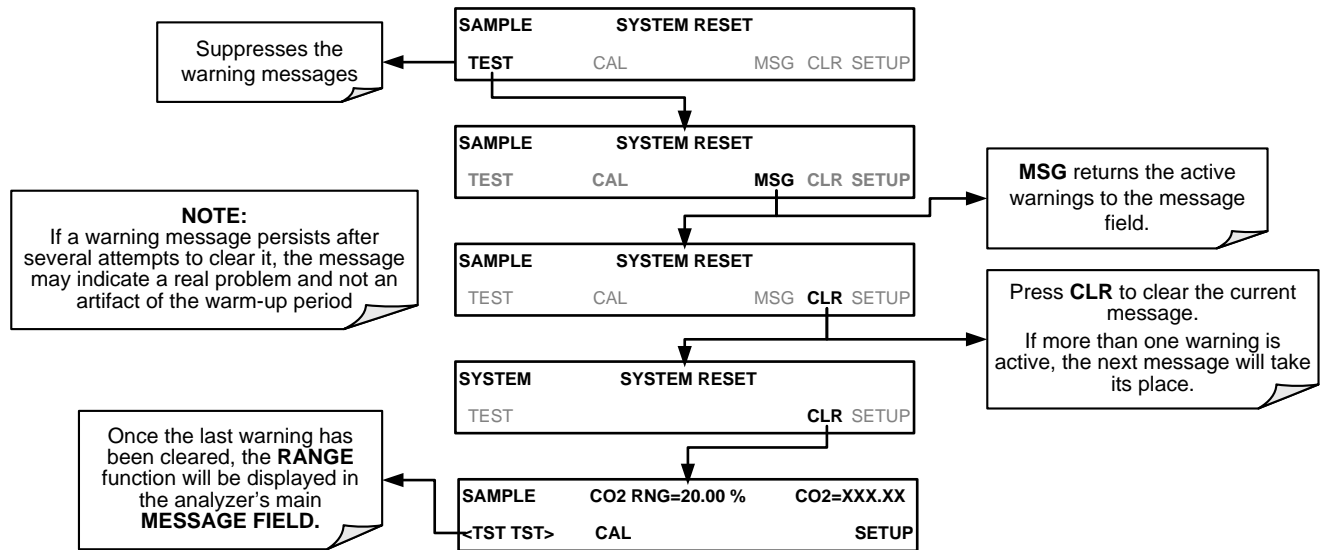 Suppresses the
warning messages
SAMPLE SYSTEM RESET
TEST CAL MSG CLR SETUP
SAMPLE SYSTEM RESET
TEST CAL MSG CLR SETUP
MSG returns the active
warnings to the message
field.
NOTE:
If a warning message persists after
several attempts to clear it, the message
may indicate a real problem and not an
artifact of the warm-up period
SAMPLE SYSTEM RESET
TEST CAL MSG CLR SETUP
Press CLR to clear the current
message.
If more than one warning is
active, the next message will take
its place.
SYSTEM SYSTEM RESET
TEST CLR SETUP
Once the last warning has
been cleared, the RANGE
function will be displayed in
the analyzer's main
MESSAGE FIELD.
SAMPLE CO2 RNG=20.00 % CO2=XXX.XX
<TST TST> CAL SETUP